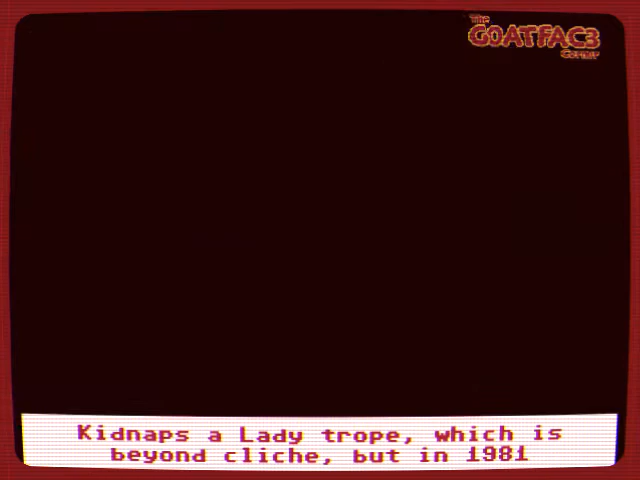 The
GOATFAC3
Corner
Kidnaps a Lady trope, which is
beyond cliche, but in 1981